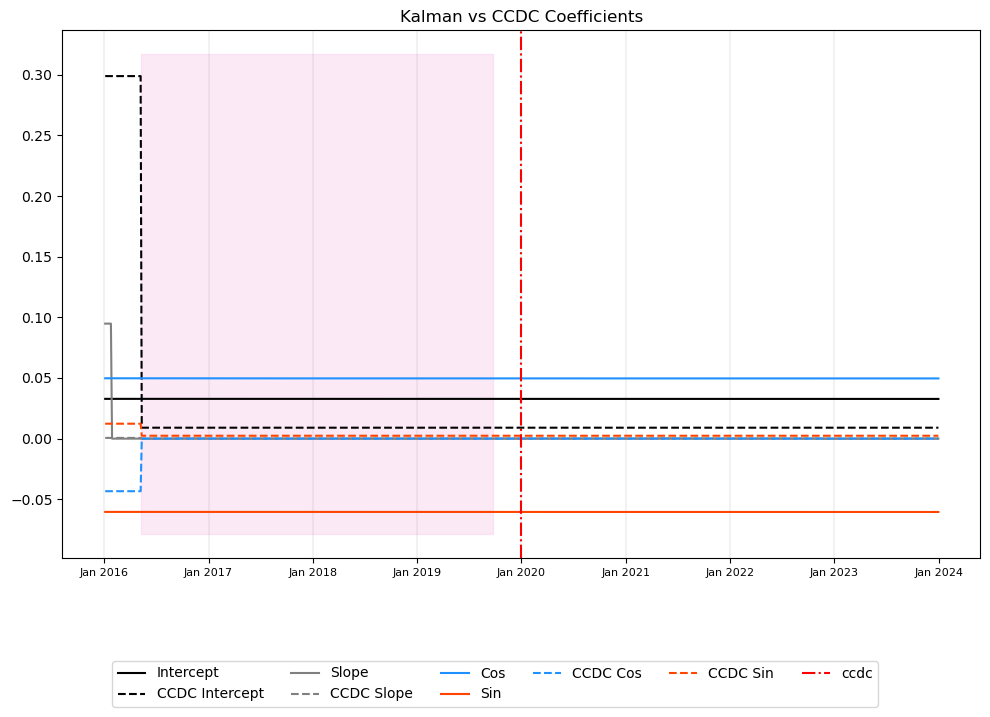 Kalman vs CCDC Coefficients
0.30
0.25
0.20
0.15
0.10
0.05
0.00
−0.05
Jan 2016 Jan 2017 Jan 2018 Jan 2019 Jan 2020 Jan 2021 Jan 2022 Jan 2023 Jan 2024
Intercept Slope Cos CCDC Cos CCDC Sin ccdc
CCDC Intercept CCDC Slope Sin